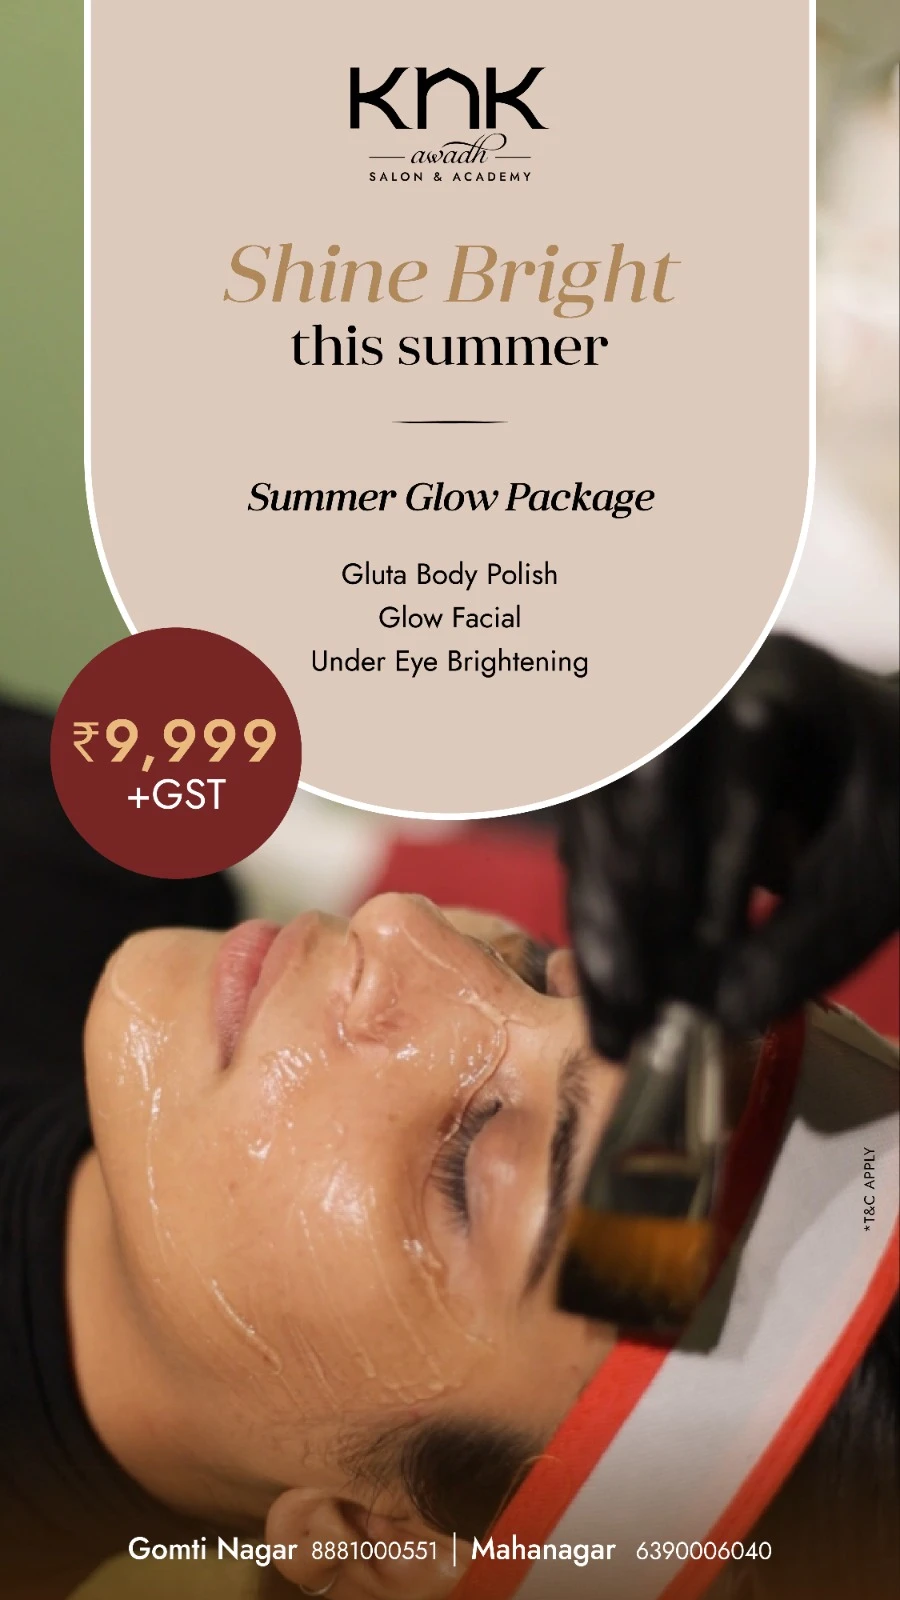 KNK
awadh
SALON & ACADEMY
Shine Bright
this summer
Summer Glow Package
Gluta Body Polish
Glow Facial
Under Eye Brightening
₹9,999
+GST
*T&C APPLY
Gomti Nagar 8881000551 | Mahanagar 6390006040